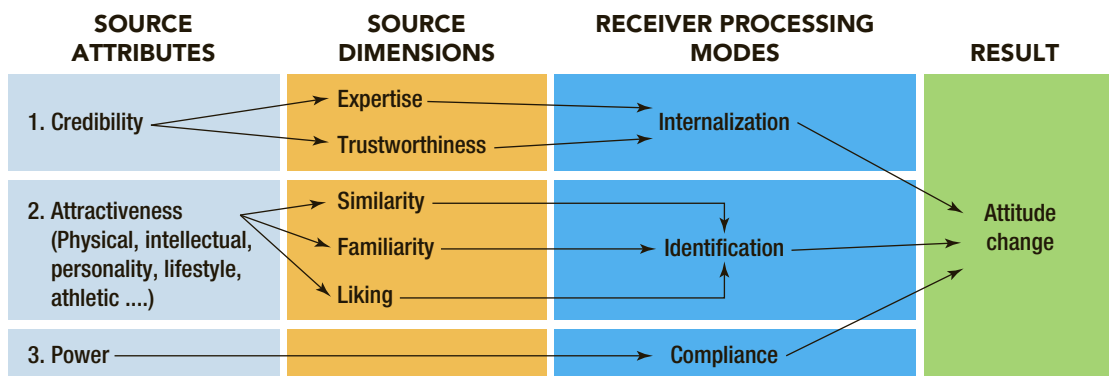 SOURCE
ATTRIBUTES
SOURCE
DIMENSIONS
RECEIVER PROCESSING
MODES
RESULT
1. Credibility
Expertise
Trustworthiness
Internalization
2. Attractiveness
(Physical, intellectual,
personality, lifestyle,
athletic ....)
Similarity
Familiarity
Liking
Identification
Attitude
change
3. Power
Compliance